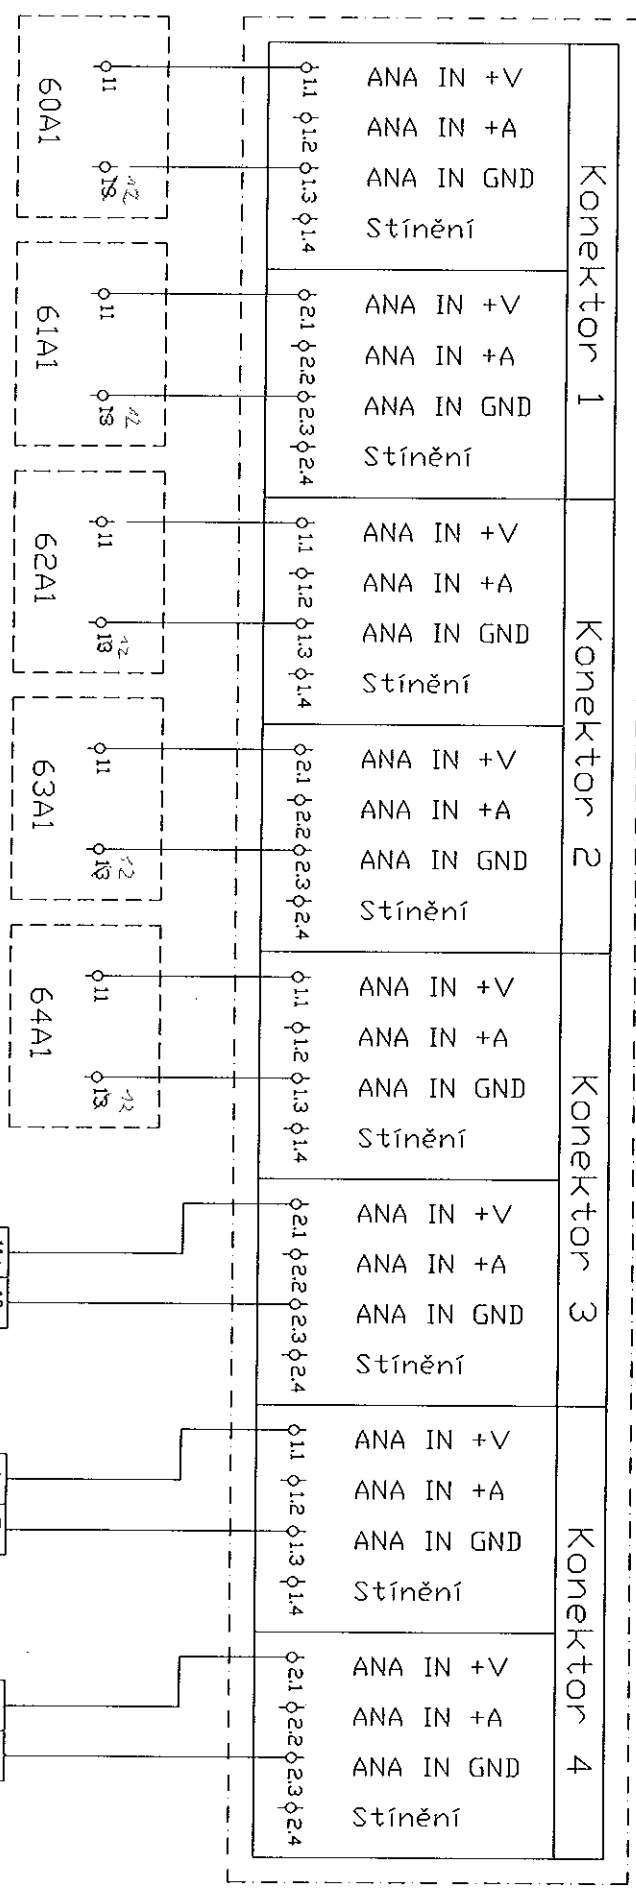 Konektor 1
ANA IN +V
ANA IN +A
ANA IN GND
Stínění
ANA IN +V
ANA IN +A
ANA IN GND
Stínění
1.1 1.2 1.3 1.4 2.1 2.2 2.3 2.4
Konektor 2
ANA IN +V
ANA IN +A
ANA IN GND
Stínění
ANA IN +V
ANA IN +A
ANA IN GND
Stínění
1.1 1.2 1.3 1.4 2.1 2.2 2.3 2.4
Konektor 3
ANA IN +V
ANA IN +A
ANA IN GND
Stínění
ANA IN +V
ANA IN +A
ANA IN GND
Stínění
1.1 1.2 1.3 1.4 2.1 2.2 2.3 2.4
Konektor 4
ANA IN +V
ANA IN +A
ANA IN GND
Stínění
ANA IN +V
ANA IN +A
ANA IN GND
Stínění
1.1 1.2 1.3 1.4 2.1 2.2 2.3 2.4
11 13 12
60A1
11 13 12
61A1
11 13 12
62A1
11 13 12
63A1
11 13 12
64A1